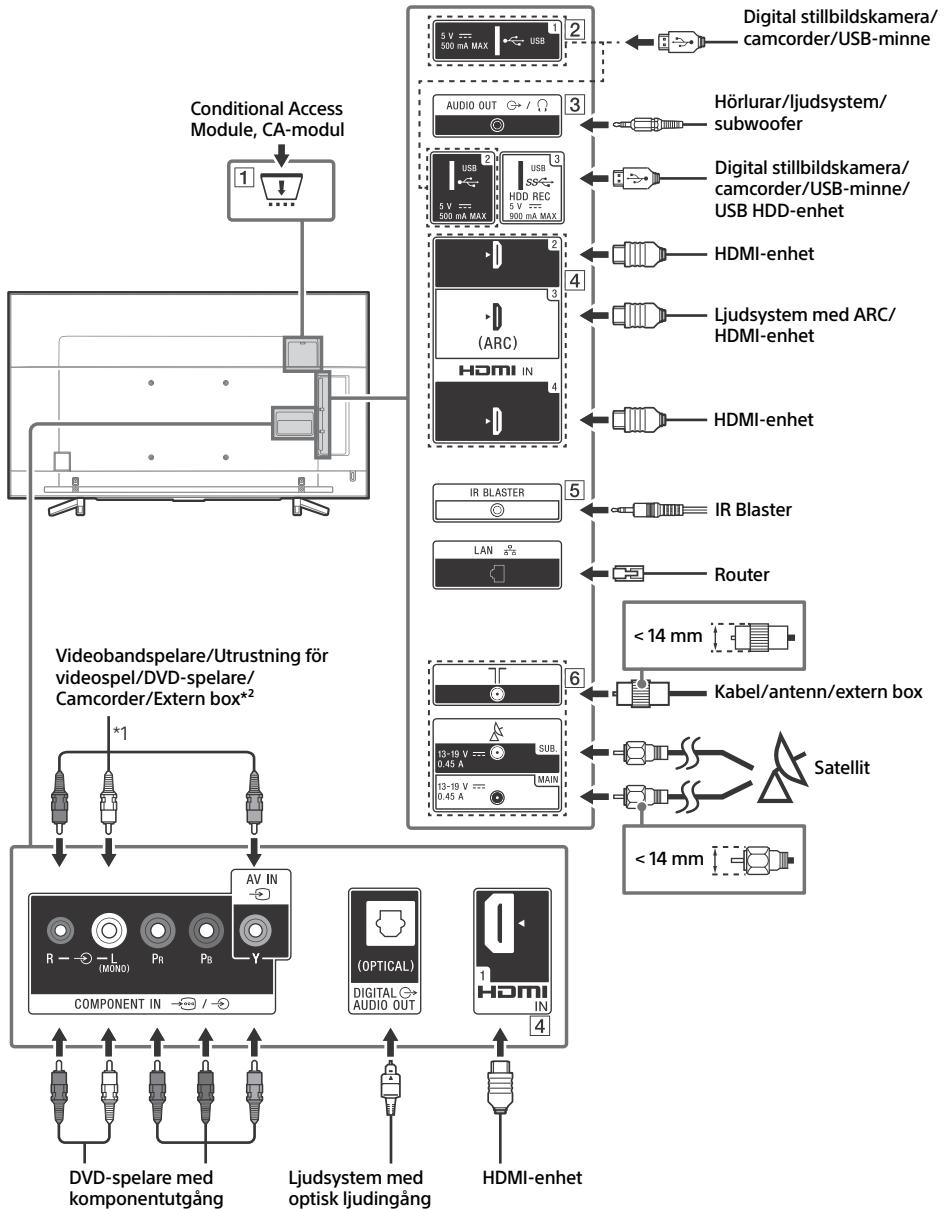 Digital stillbildskamera/
camcorder/USB-minne
5 V
500 mA MAX
USB
1
2
Conditional Access
Module, CA-modul
1
AUDIO OUT
/
3
Hörlurar/ljudsystem/
subwoofer
2
USB
5 V
500 mA MAX
3
USB
SS
HDD REC
5 V
900 mA MAX
Digital stillbildskamera/
camcorder/USB-minne/
USB HDD-enhet
2
HDMI-enhet
4
3
(ARC)
HDMI IN
Ljudsystem med ARC/
HDMI-enhet
4
HDMI-enhet
IR BLASTER
5
IR Blaster
LAN
Router
< 14 mm
6
Kabel/antenn/extern box
13-19 V
0.45 A
SUB.
13-19 V
0.45 A
MAIN
Satellit
< 14 mm
Videobandspelare/Utrustning för
videospel/DVD-spelare/
Camcorder/Extern box*2
*1
AV IN
R
L
(MONO)
PR
PB
Y
COMPONENT IN / 
(OPTICAL)
DIGITAL
AUDIO OUT
1
HDMI
IN
4
DVD-spelare med
komponentutgång
Ljudsystem med
optisk ljudingång
HDMI-enhet